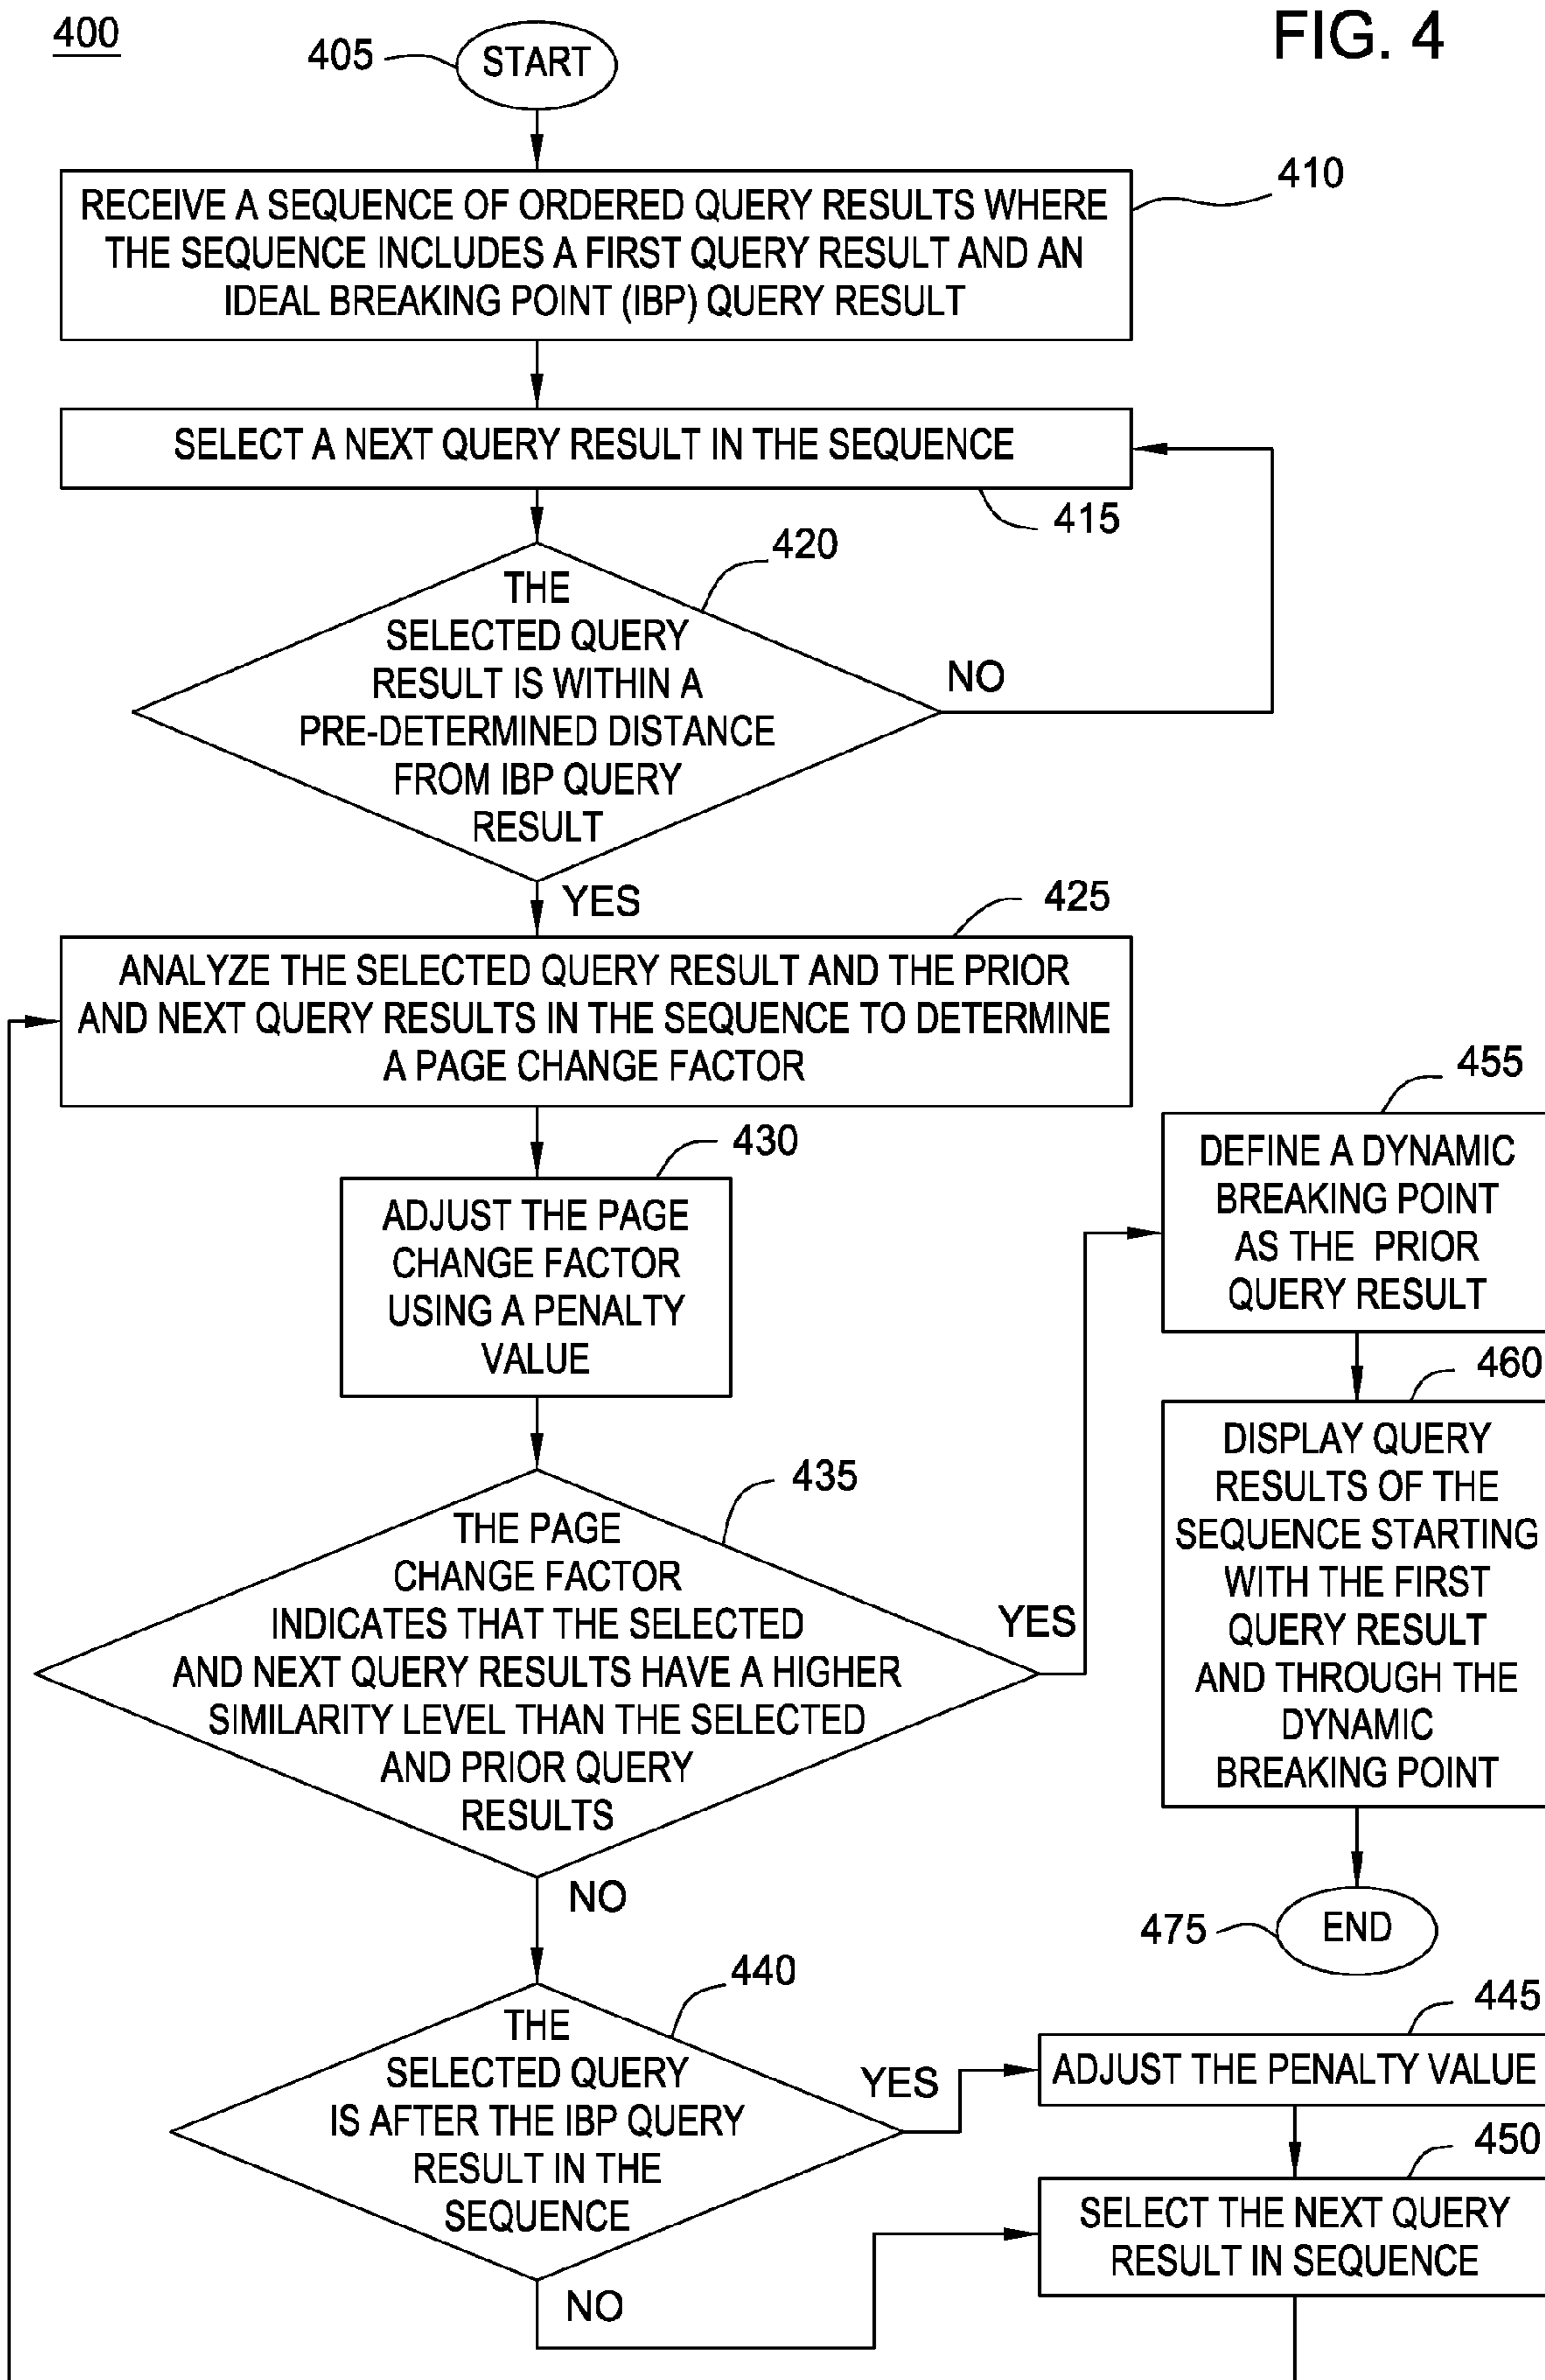 400
FIG. 4
405
START
410
RECEIVE A SEQUENCE OF ORDERED QUERY RESULTS WHERE
THE SEQUENCE INCLUDES A FIRST QUERY RESULT AND AN
IDEAL BREAKING POINT (IBP) QUERY RESULT
SELECT A NEXT QUERY RESULT IN THE SEQUENCE
415
420
THE
SELECTED QUERY
RESULT IS WITHIN A
PRE-DETERMINED DISTANCE
FROM IBP QUERY
RESULT
NO
YES
425
ANALYZE THE SELECTED QUERY RESULT AND THE PRIOR
AND NEXT QUERY RESULTS IN THE SEQUENCE TO DETERMINE
A PAGE CHANGE FACTOR
430
ADJUST THE PAGE
CHANGE FACTOR
USING A PENALTY
VALUE
435
THE PAGE
CHANGE FACTOR
INDICATES THAT THE SELECTED
AND NEXT QUERY RESULTS HAVE A HIGHER
SIMILARITY LEVEL THAN THE SELECTED
AND PRIOR QUERY
RESULTS
YES
NO
455
DEFINE A DYNAMIC
BREAKING POINT
AS THE PRIOR
QUERY RESULT
460
DISPLAY QUERY
RESULTS OF THE
SEQUENCE STARTING
WITH THE FIRST
QUERY RESULT
AND THROUGH THE
DYNAMIC
BREAKING POINT
475
END
440
THE
SELECTED QUERY
IS AFTER THE IBP QUERY
RESULT IN THE
SEQUENCE
YES
NO
445
ADJUST THE PENALTY VALUE
450
SELECT THE NEXT QUERY
RESULT IN SEQUENCE